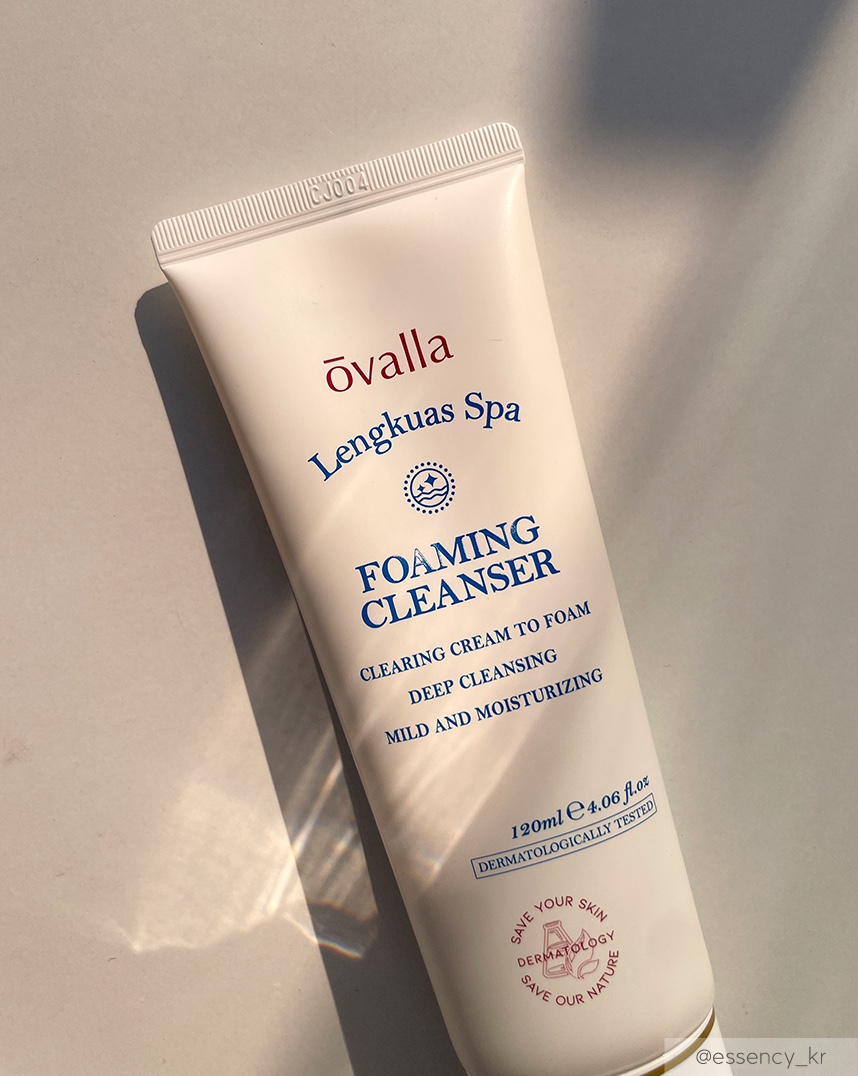 CJ004
ōvalla
Lengkuas Spa
FOAMING
CLEANSER
CLEARING CREAM TO FOAM
DEEP CLEANSING
MILD AND MOISTURIZING
120ml ℮ 4.06 fl.oz
DERMATOLOGICALLY TESTED
SAVE YOUR SKIN
DERMATOLOGY
SAVE OUR NATURE
@essency_kr